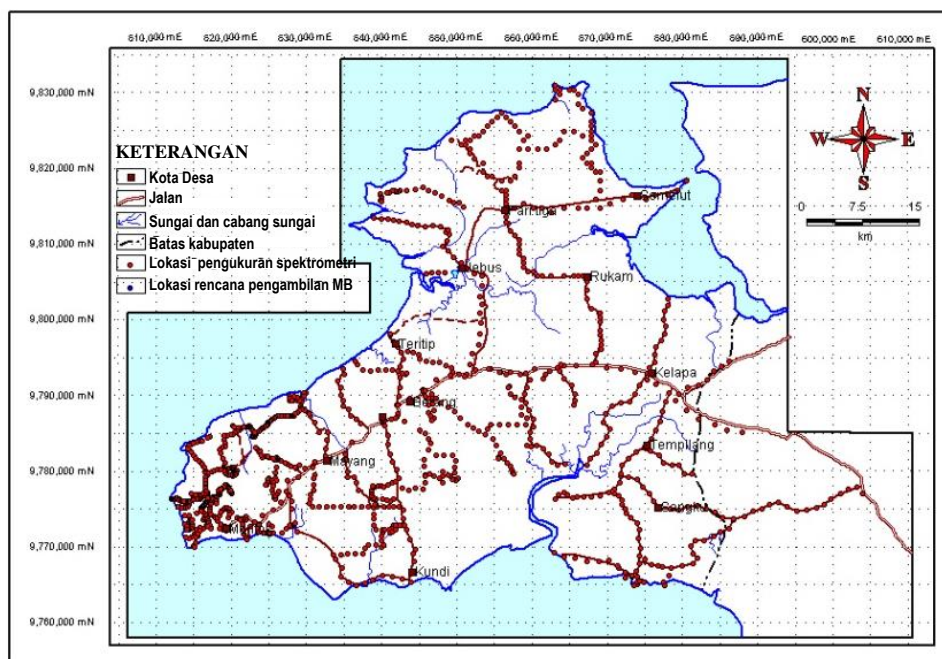 610,000 mE 620,000 mE 630,000 mE 640,000 mE 650,000 mE 660,000 mE 670,000 mE 680,000 mE 690,000 mE 600,000 mE 610,000 mE
9,830,000 mN
N
W E
S
KETERANGAN
Kota Desa
Jalan
Sungai dan cabang sungai
Batas kabupaten
Lokasi pengukuran spektrometri
Lokasi rencana pengambilan MB
9,820,000 mN
0 7.5 15
km
9,810,000 mN
Jebus
Rukam
9,800,000 mN
Teritip
Kelapa
9,790,000 mN
Tempilang
9,780,000 mN
Mayang
9,770,000 mN
Kundi
9,760,000 mN